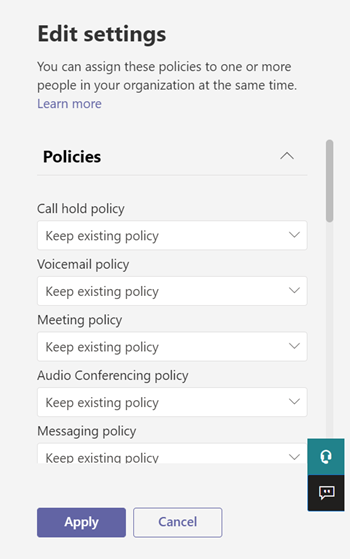 Edit settings
You can assign these policies to one or more
people in your organization at the same time.
Learn more
Policies
Call hold policy
Keep existing policy
Voicemail policy
Keep existing policy
Meeting policy
Keep existing policy
Audio Conferencing policy
Keep existing policy
Messaging policy
Keep existing policy
Apply
Cancel